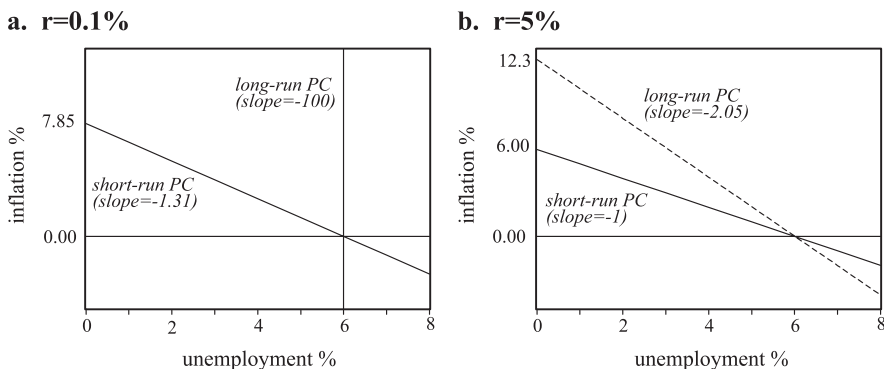 a. r=0.1%
7.85
0.00
inflation %
long-run PC
(slope=-100)
short-run PC
(slope=-1.31)
0 2 4 6 8
unemployment %
b. r=5%
12.3
6.00
0.00
inflation %
long-run PC
(slope=-2.05)
short-run PC
(slope=-1)
0 2 4 6 8
unemployment %